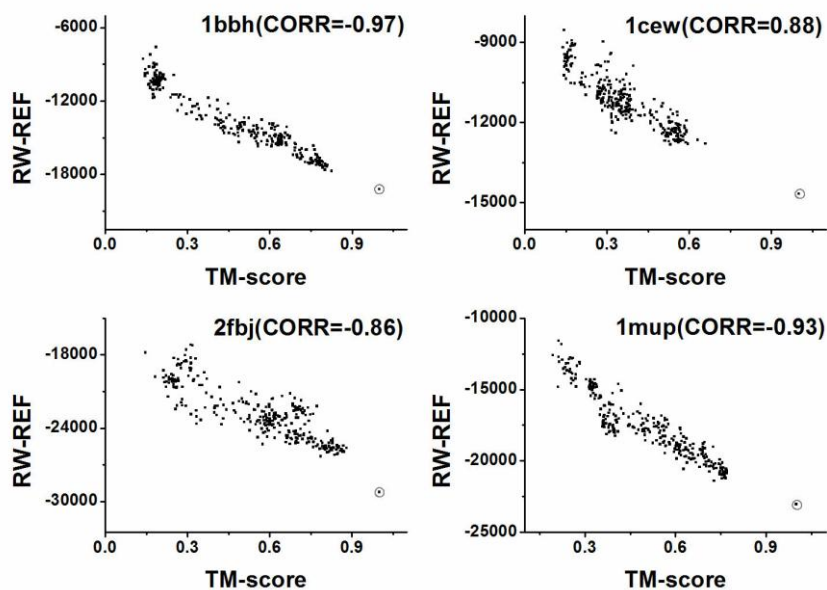 1bbh(CORR=-0.97)
RW-REF
-6000
-12000
-18000
0.0
0.3
0.6
0.9
TM-score
1cew(CORR=0.88)
RW-REF
-9000
-12000
-15000
0.0
0.3
0.6
0.9
TM-score
2fbj(CORR=-0.86)
RW-REF
-18000
-24000
-30000
0.0
0.3
0.6
0.9
TM-score
1mup(CORR=-0.93)
RW-REF
-10000
-15000
-20000
-25000
0.3
0.6
0.9
TM-score